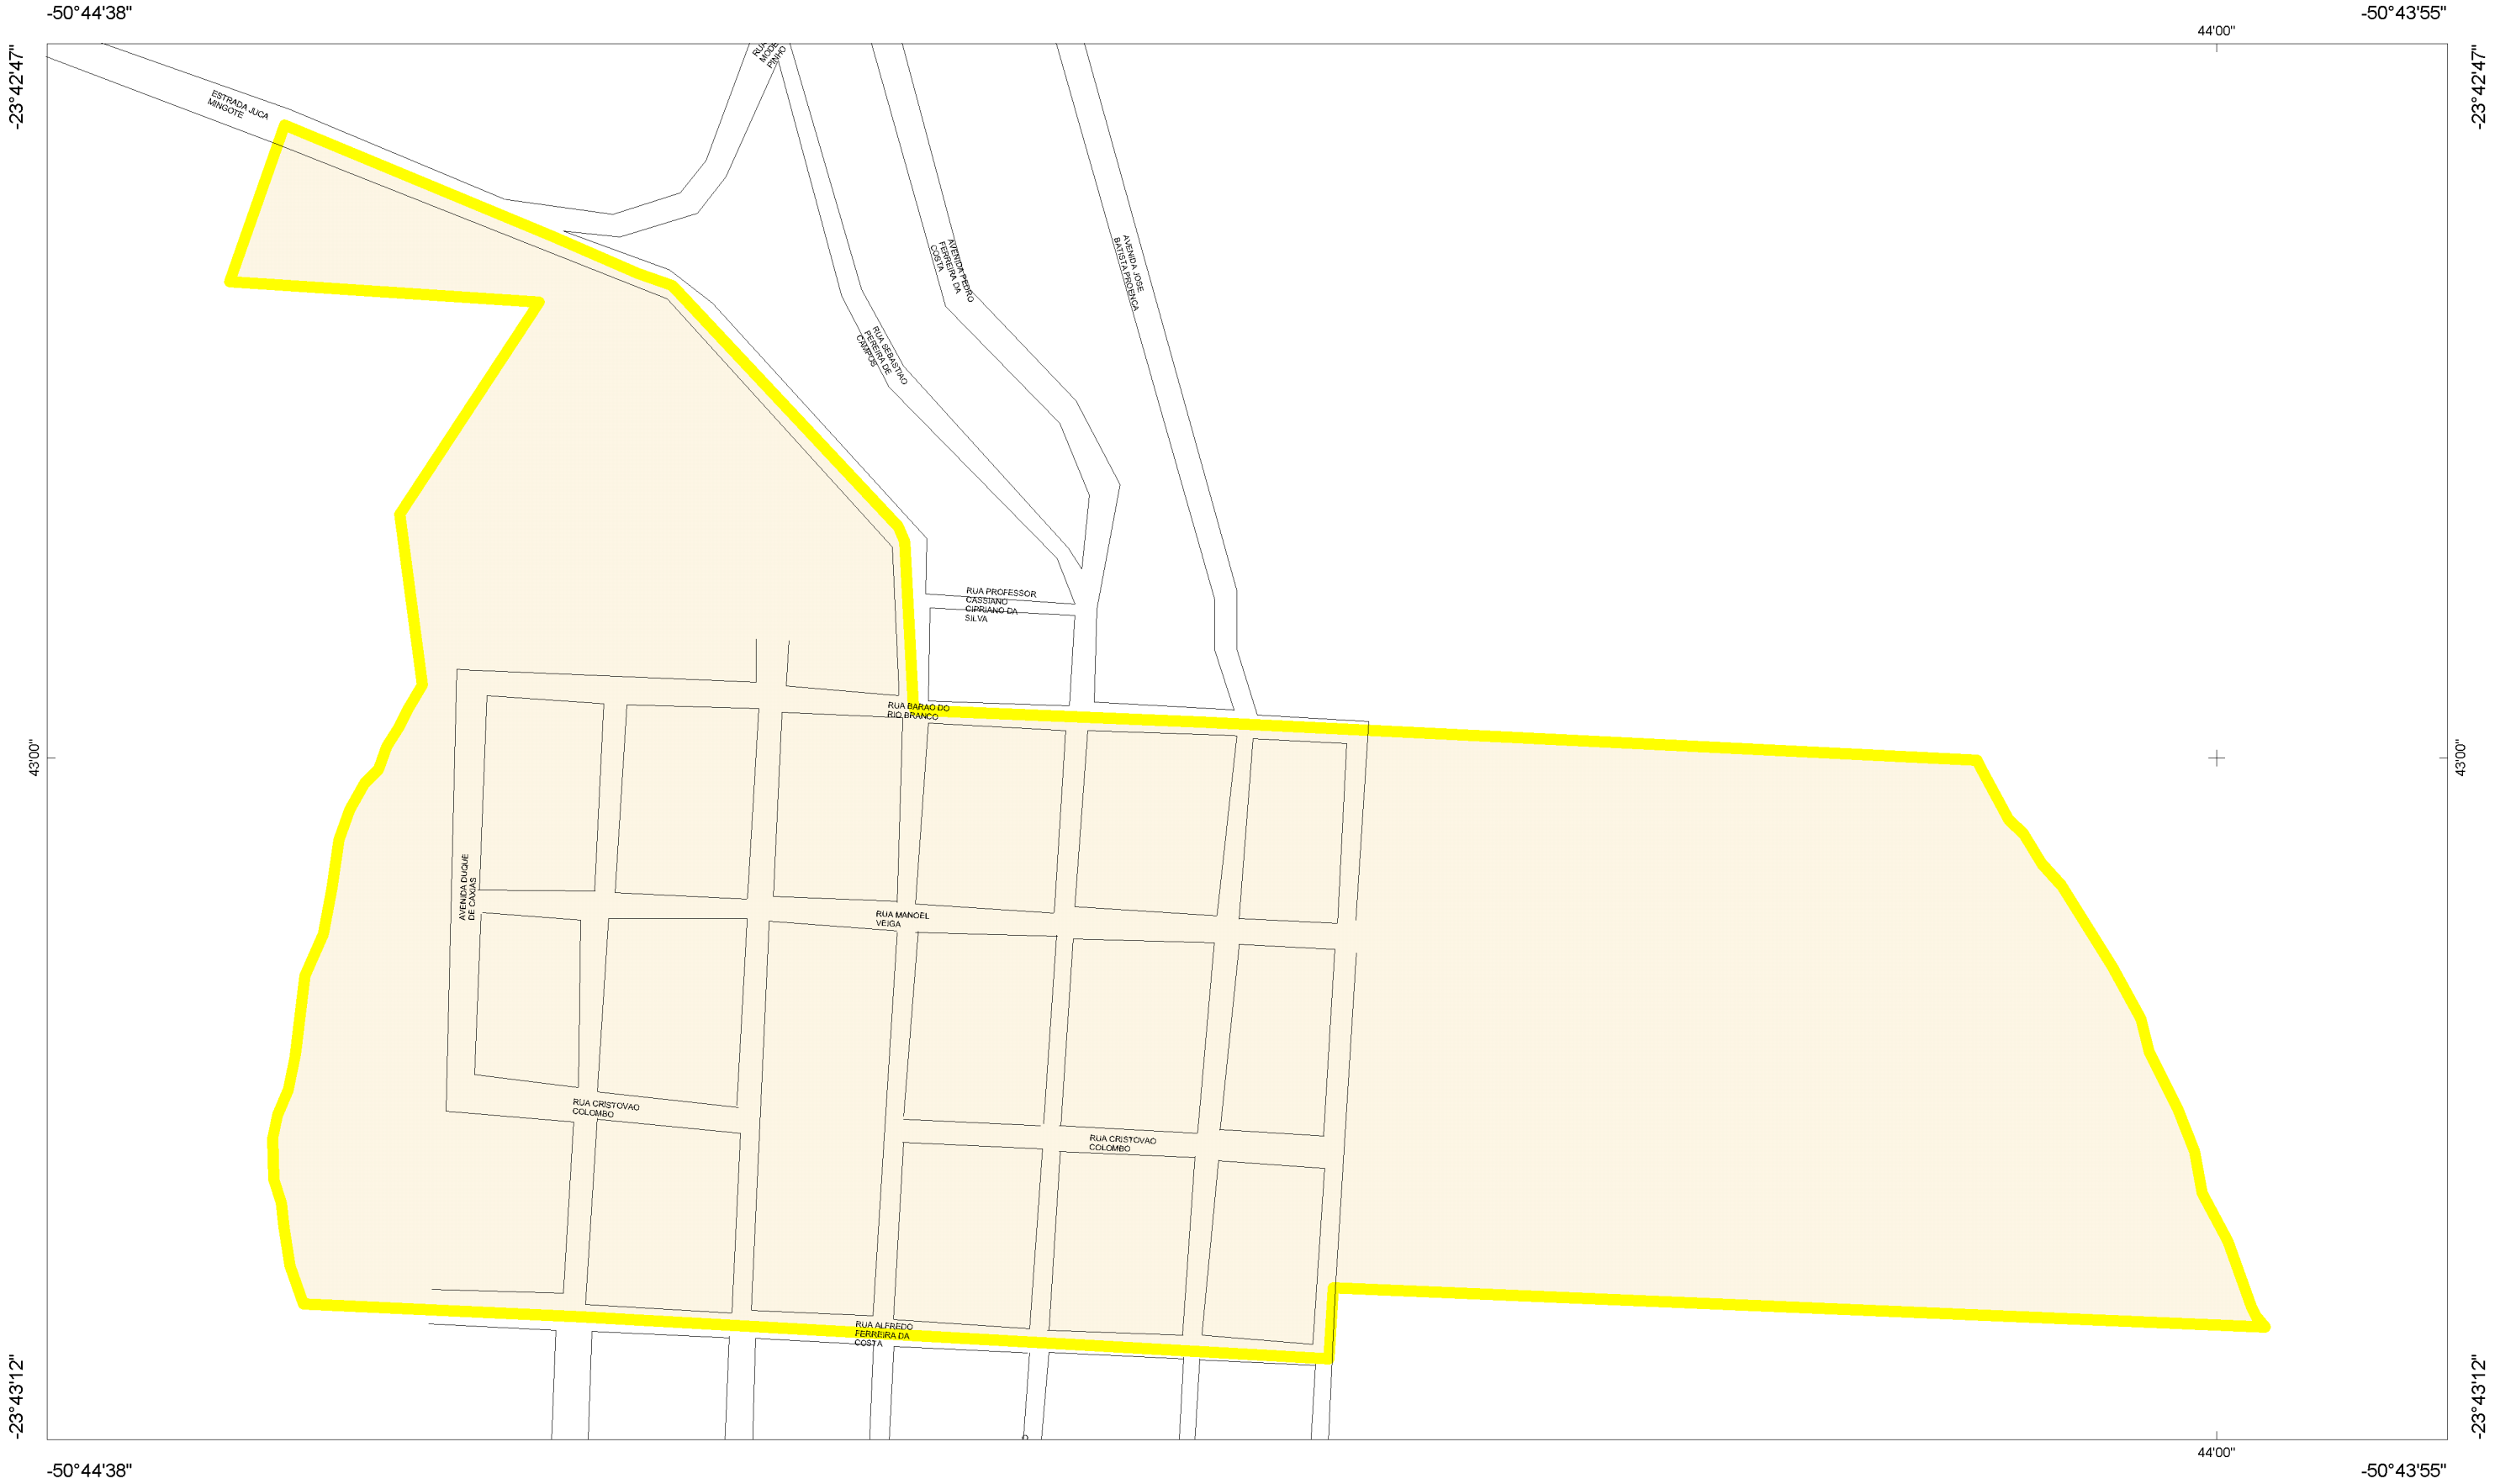 -50°44'38"
-50°43'55"
44'00"
-23°42'47"
-23°42'47"
RUA
MODE
PINHO
ESTRADA JUCA
MINGOTE
AVENIDA PEDRO
FERREIRA DA
COSTA
AVENIDA JOSE
BATISTA PROENCA
RUA SEBASTIAO
PEREIRA DE
CAMPOS
RUA PROFESSOR
CASSIANO
CIPRIANO DA
SILVA
RUA BARAO DO
RIO BRANCO
43'00"
43'00"
AVENIDA DUQUE
DE CAXIAS
RUA MANOEL
VEIGA
RUA CRISTOVAO
COLOMBO
RUA CRISTOVAO
COLOMBO
RUA ALFREDO
FERREIRA DA
COSTA
-23°43'12"
-23°43'12"
44'00"
-50°44'38"
-50°43'55"